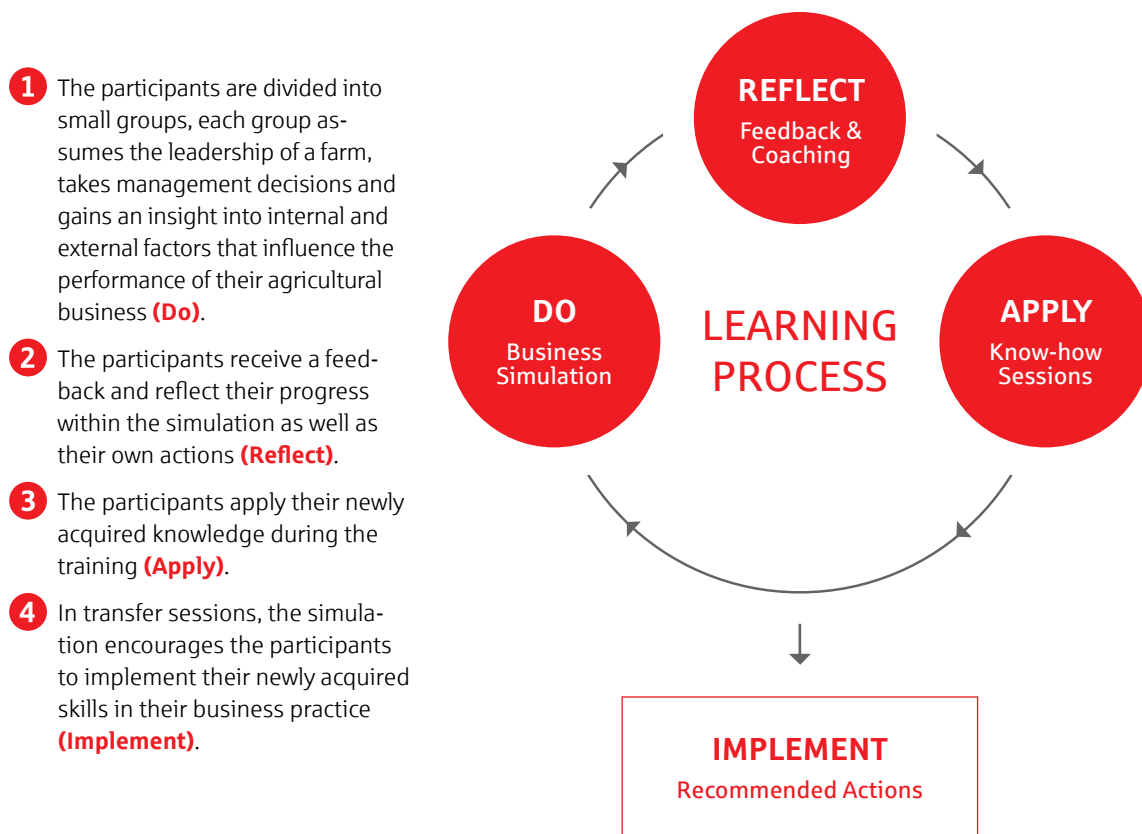 1 The participants are divided into
small groups, each group as-
sumes the leadership of a farm,
takes management decisions and
gains an insight into internal and
external factors that influence the
performance of their agricultural
business (Do).
2 The participants receive a feed-
back and reflect their progress
within the simulation as well as
their own actions (Reflect).
3 The participants apply their newly
acquired knowledge during the
training (Apply).
4 In transfer sessions, the simula-
tion encourages the participants
to implement their newly acquired
skills in their business practice
(Implement).
REFLECT
Feedback &
Coaching
DO
Business
Simulation
LEARNING
PROCESS
APPLY
Know-how
Sessions
IMPLEMENT
Recommended Actions